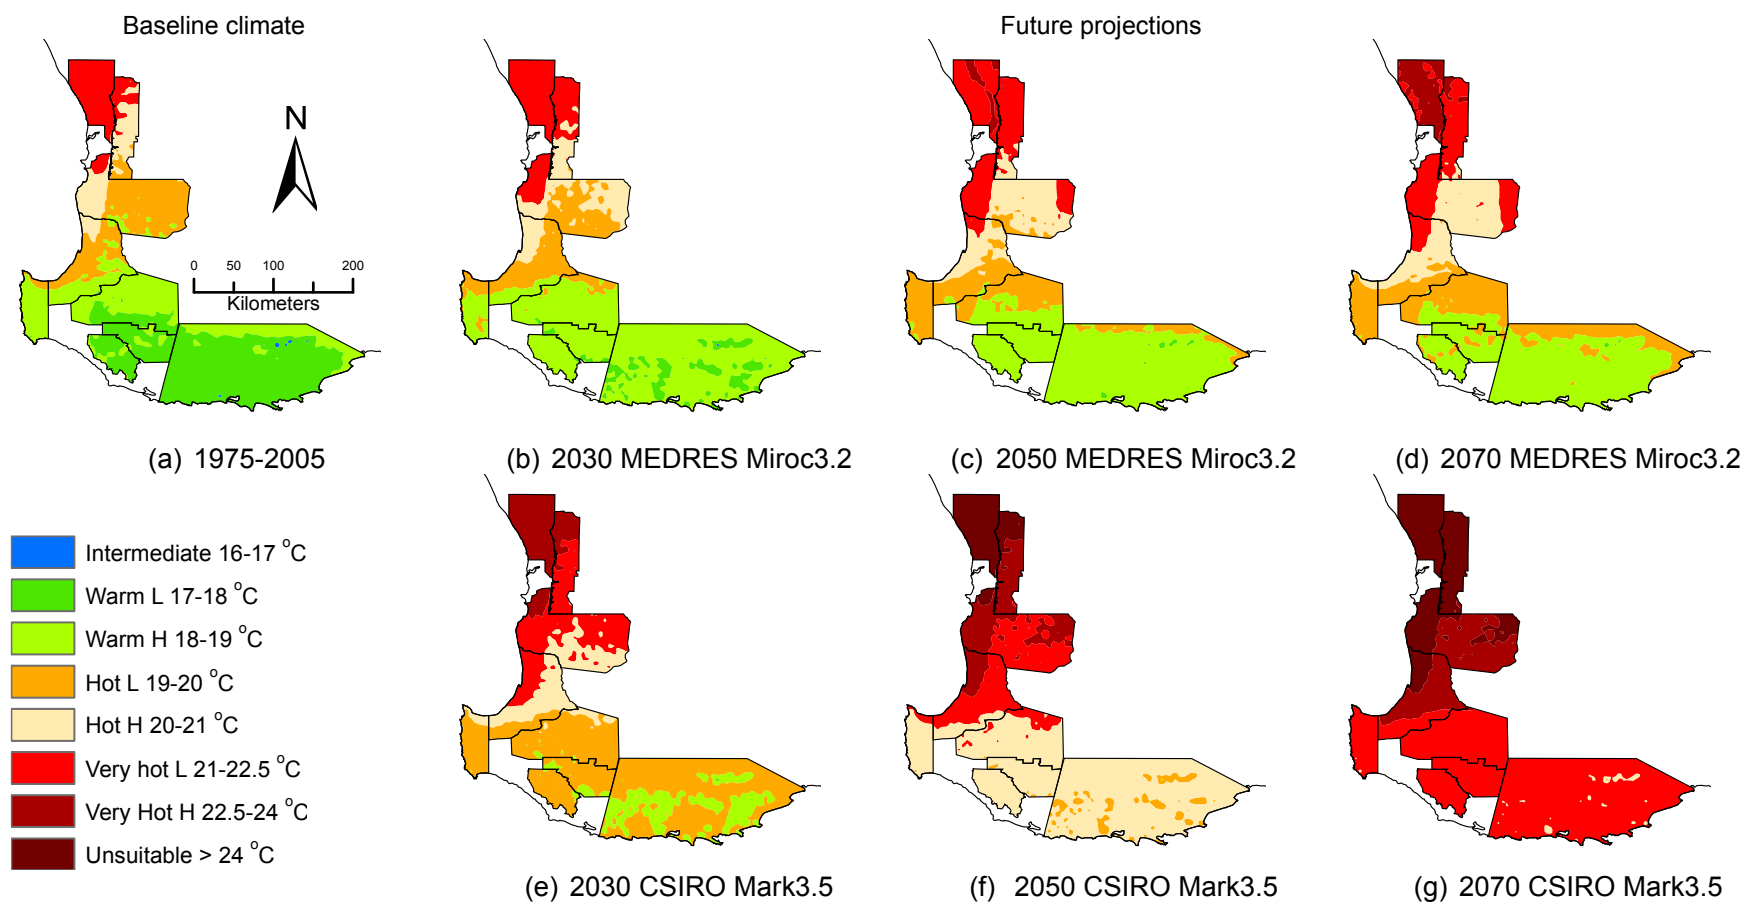 Baseline climate
Future projections
N
0 50 100 200
Kilometers
(a) 1975-2005
(b) 2030 MEDRES Miroc3.2
(c) 2050 MEDRES Miroc3.2
(d) 2070 MEDRES Miroc3.2
Intermediate 16-17 °C
Warm L 17-18 °C
Warm H 18-19 °C
Hot L 19-20 °C
Hot H 20-21 °C
Very hot L 21-22.5 °C
Very Hot H 22.5-24 °C
Unsuitable > 24 °C
(e) 2030 CSIRO Mark3.5
(f) 2050 CSIRO Mark3.5
(g) 2070 CSIRO Mark3.5